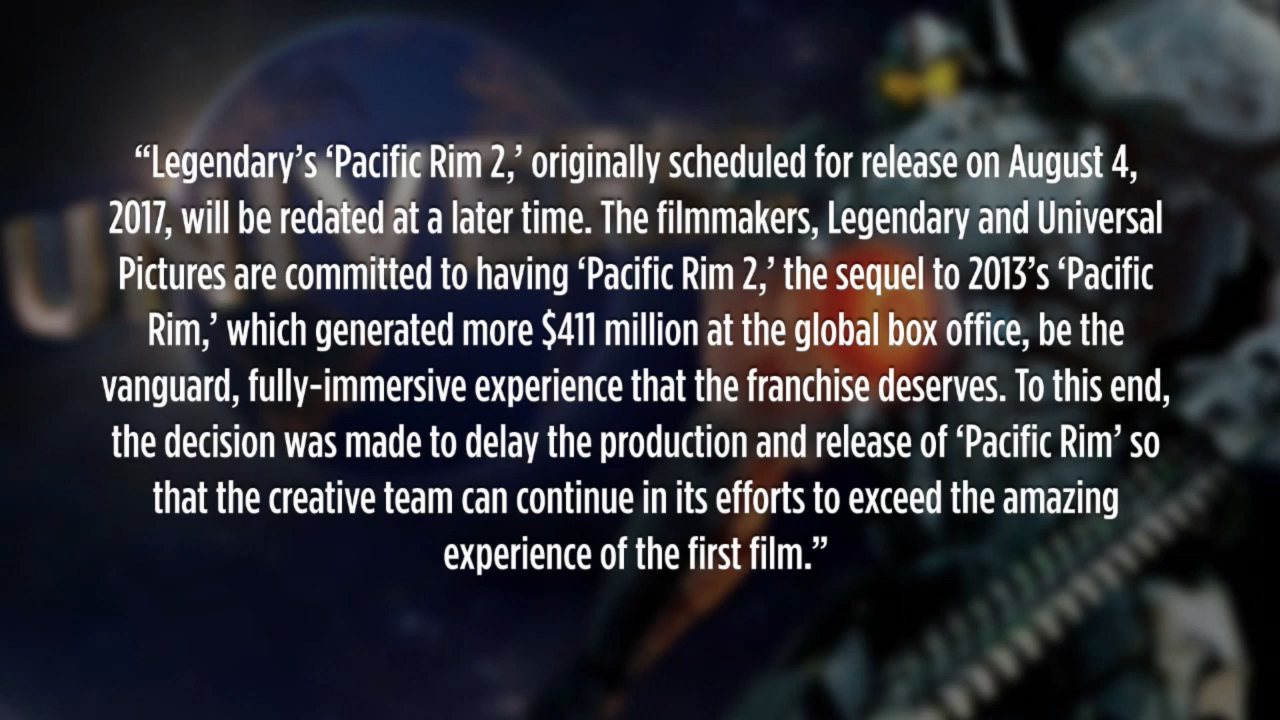 “Legendary’s ‘Pacific Rim 2,’ originally scheduled for release on August 4,
2017, will be redated at a later time. The filmmakers, Legendary and Universal
Pictures are committed to having ‘Pacific Rim 2,’ the sequel to 2013’s ‘Pacific
Rim,’ which generated more $411 million at the global box office, be the
vanguard, fully-immersive experience that the franchise deserves. To this end,
the decision was made to delay the production and release of ‘Pacific Rim’ so
that the creative team can continue in its efforts to exceed the amazing
experience of the first film.”